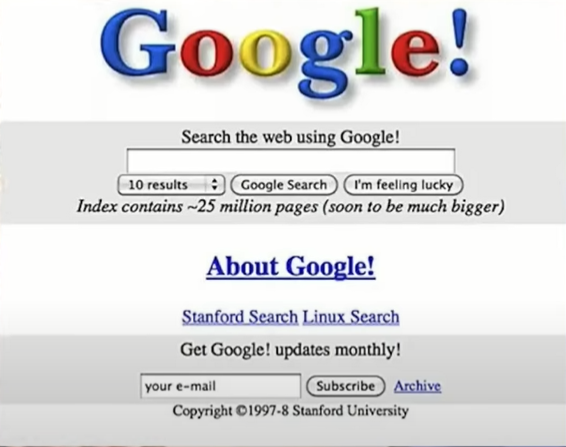 Google!
Search the web using Google!
10 results Google Search I'm feeling lucky
Index contains ~25 million pages (soon to be much bigger)
About Google!
Stanford Search Linux Search
Get Google! updates monthly!
your e-mail Subscribe Archive
Copyright ©1997-8 Stanford University